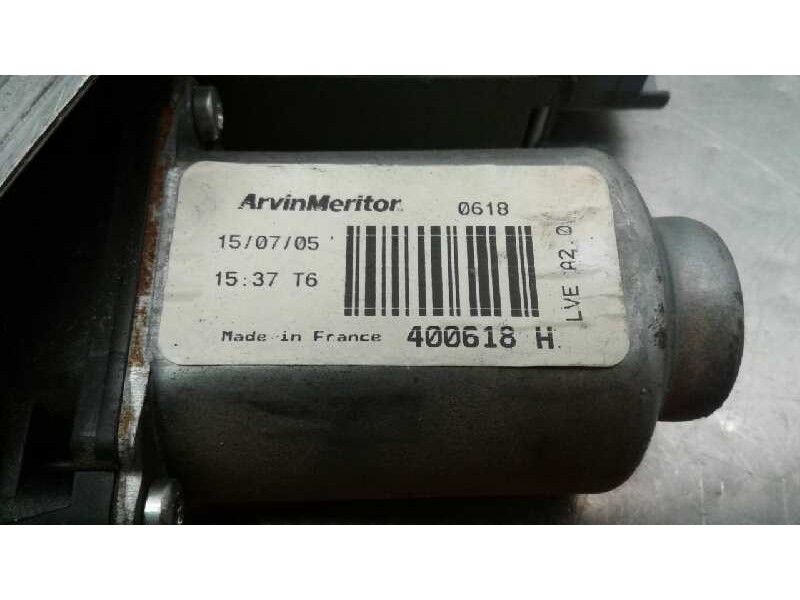 ArvinMeritor 0618
15/07/05
15:37 T6
Made in France 400618 H
LVE A2.0